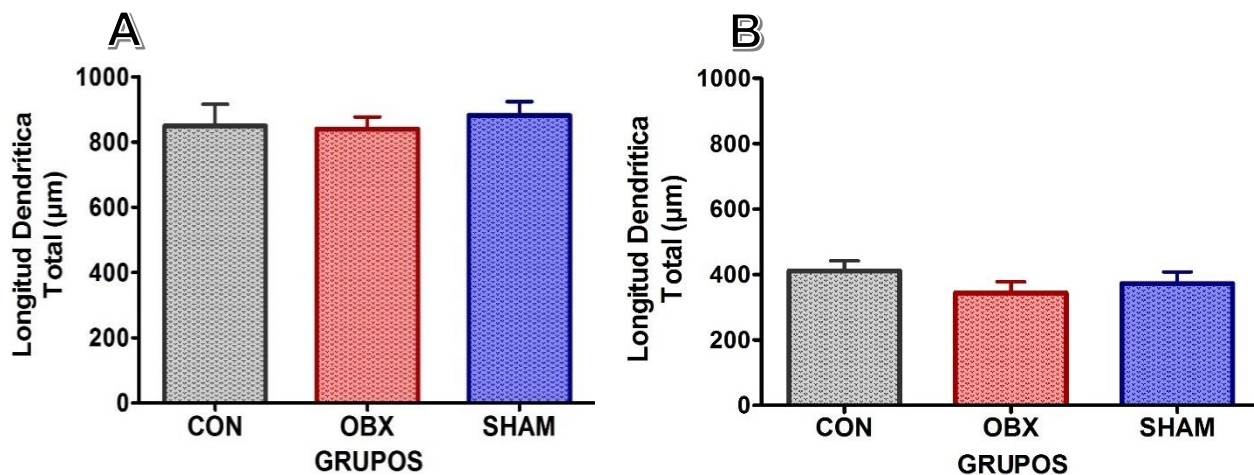 A
Longitud Dendrítica
Total (µm)
1000
800
600
400
200
0
CON OBX SHAM
GRUPOS
B
Longitud Dendrítica
Total (µm)
1000
800
600
400
200
0
CON OBX SHAM
GRUPOS